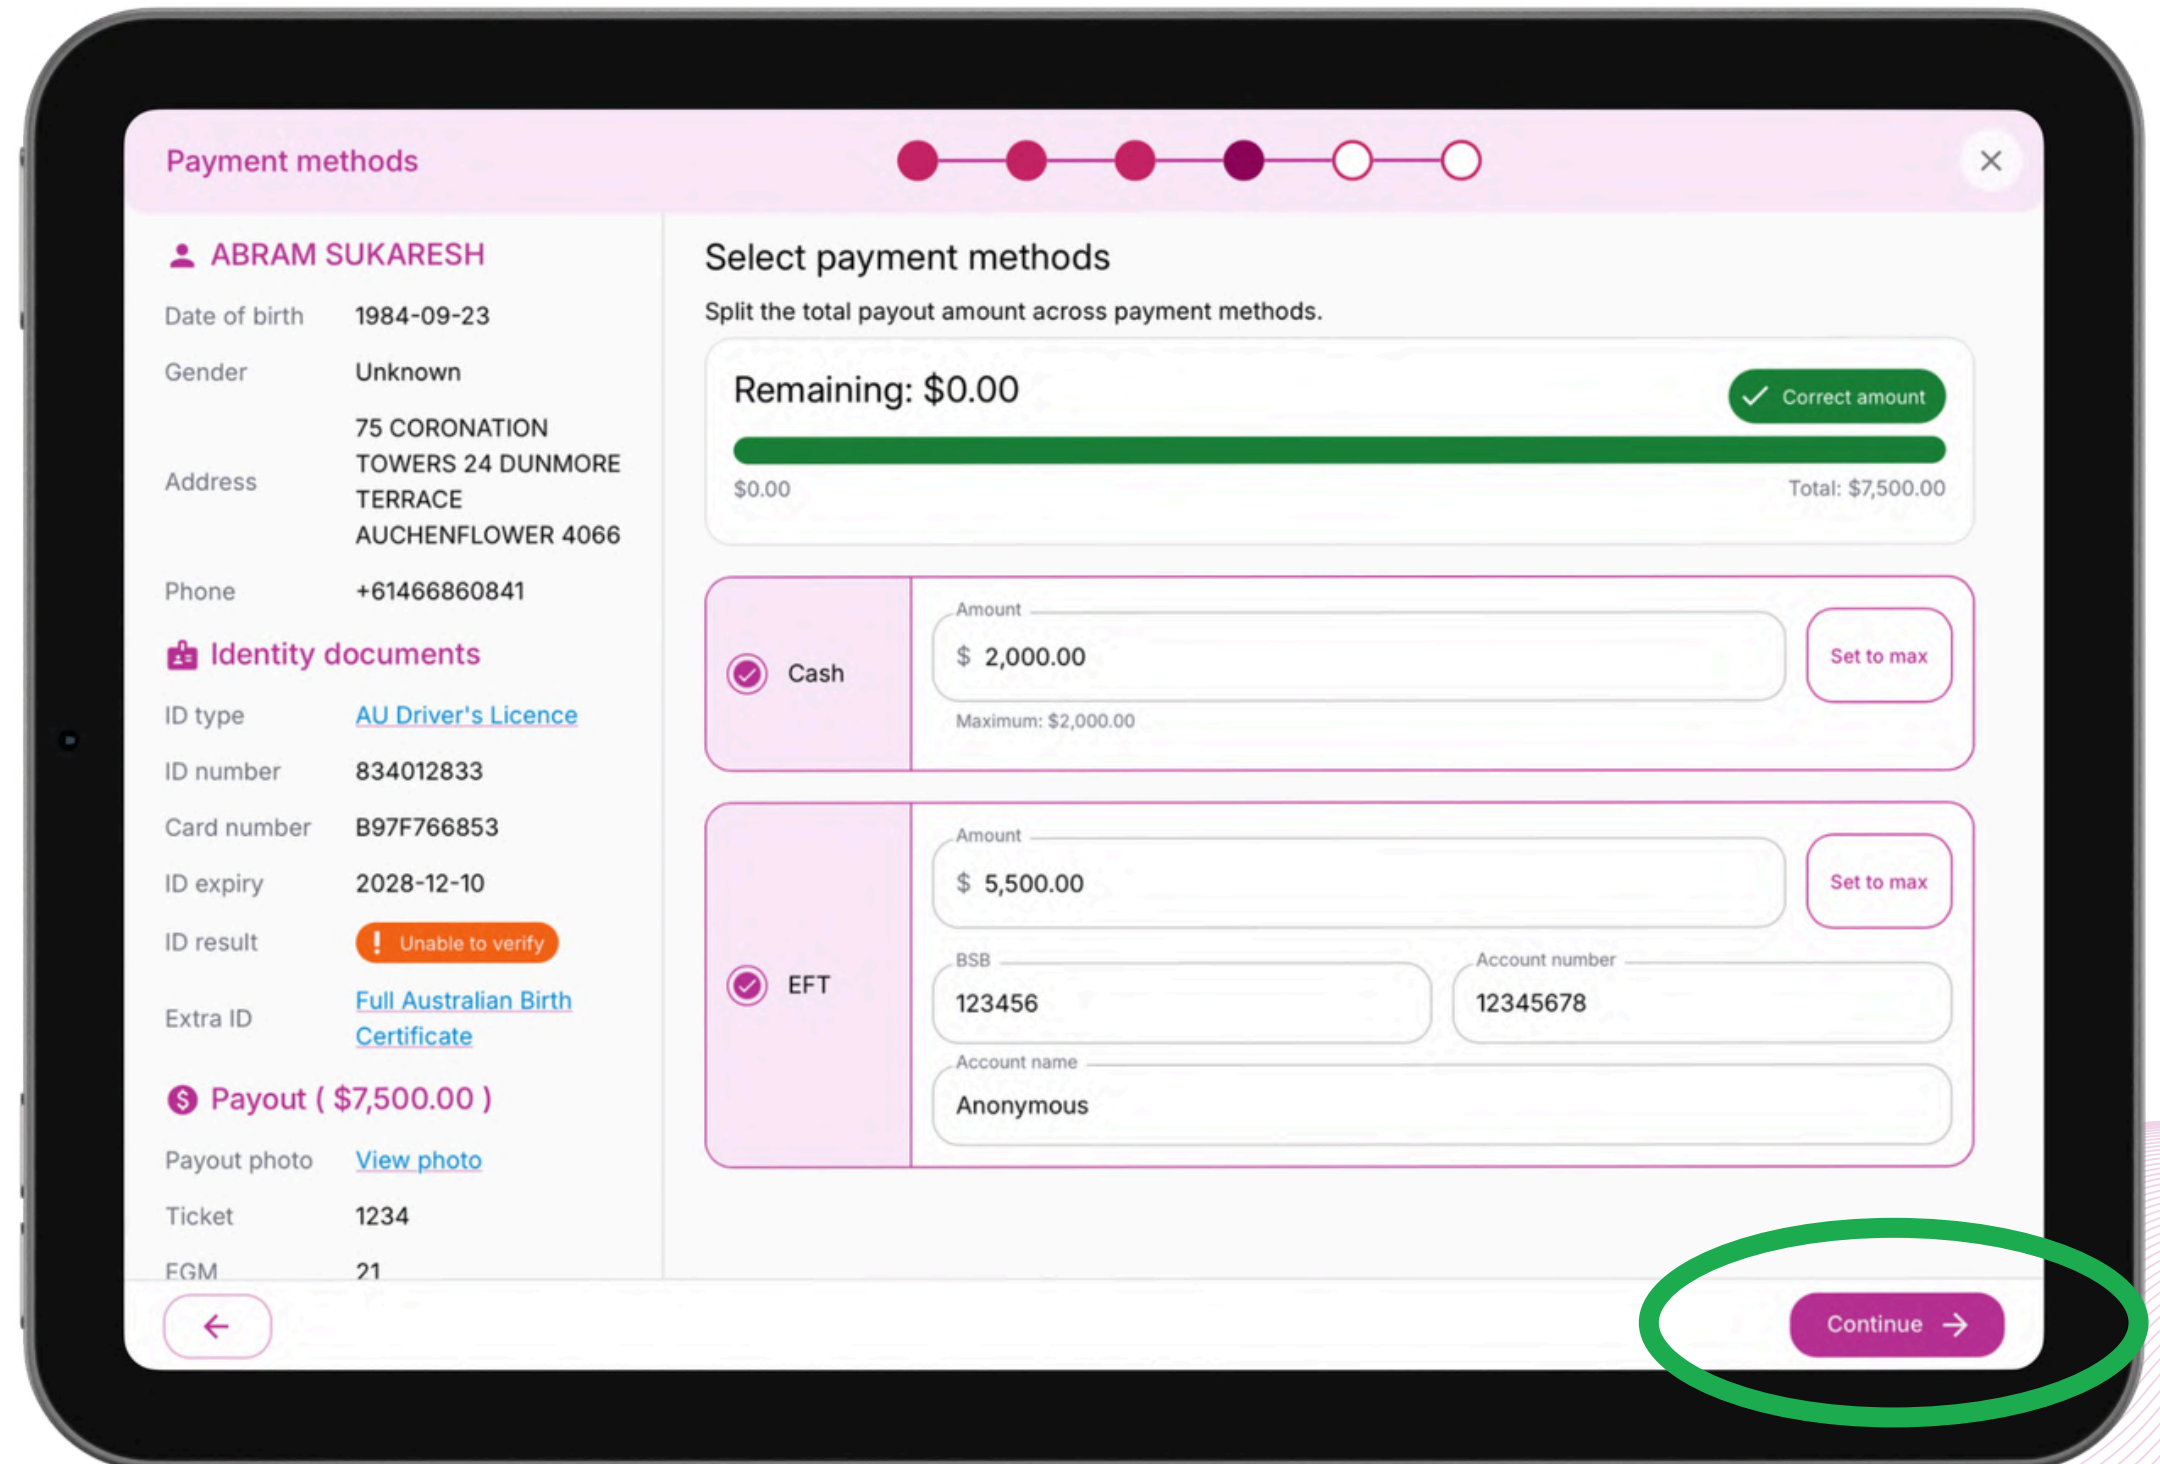 Payment methods
ABRAM SUKARESH
Date of birth 1984-09-23
Gender Unknown
Address 75 CORONATION
TOWERS 24 DUNMORE
TERRACE
AUCHENFLOWER 4066
Phone +61466860841
Identity documents
ID type AU Driver's Licence
ID number 834012833
Card number B97F766853
ID expiry 2028-12-10
ID result ! Unable to verify
Extra ID Full Australian Birth
Certificate
Payout ( $7,500.00 )
Payout photo View photo
Ticket 1234
EGM 21
Select payment methods
Split the total payout amount across payment methods.
Remaining: $0.00
Correct amount
$0.00
Total: $7,500.00
Cash
Amount
$ 2,000.00
Set to max
Maximum: $2,000.00
EFT
Amount
$ 5,500.00
Set to max
BSB
123456
Account number
12345678
Account name
Anonymous
Continue